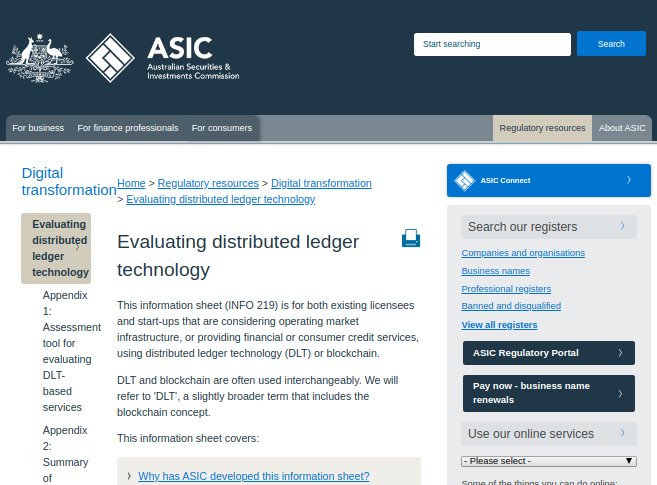 ASIC
Australian Securities &
Investments Commission
Start searching
Search
For business
For finance professionals
For consumers
Regulatory resources
About ASIC
Digital
transformation
Evaluating
distributed
ledger
technology
Appendix
1:
Assessment
tool for
evaluating
DLT-
based
services
Appendix
2:
Summary
of
Home > Regulatory resources > Digital transformation
> Evaluating distributed ledger technology
Evaluating distributed ledger
technology
This information sheet (INFO 219) is for both existing licensees
and start-ups that are considering operating market
infrastructure, or providing financial or consumer credit services,
using distributed ledger technology (DLT) or blockchain.
DLT and blockchain are often used interchangeably. We will
refer to 'DLT', a slightly broader term that includes the
blockchain concept.
This information sheet covers:
Why has ASIC developed this information sheet?
ASIC Connect
Search our registers
Companies and organisations
Business names
Professional registers
Banned and disqualified
View all registers
ASIC Regulatory Portal
Pay now - business name
renewals
Use our online services
- Please select -
Some of the things you can do online: